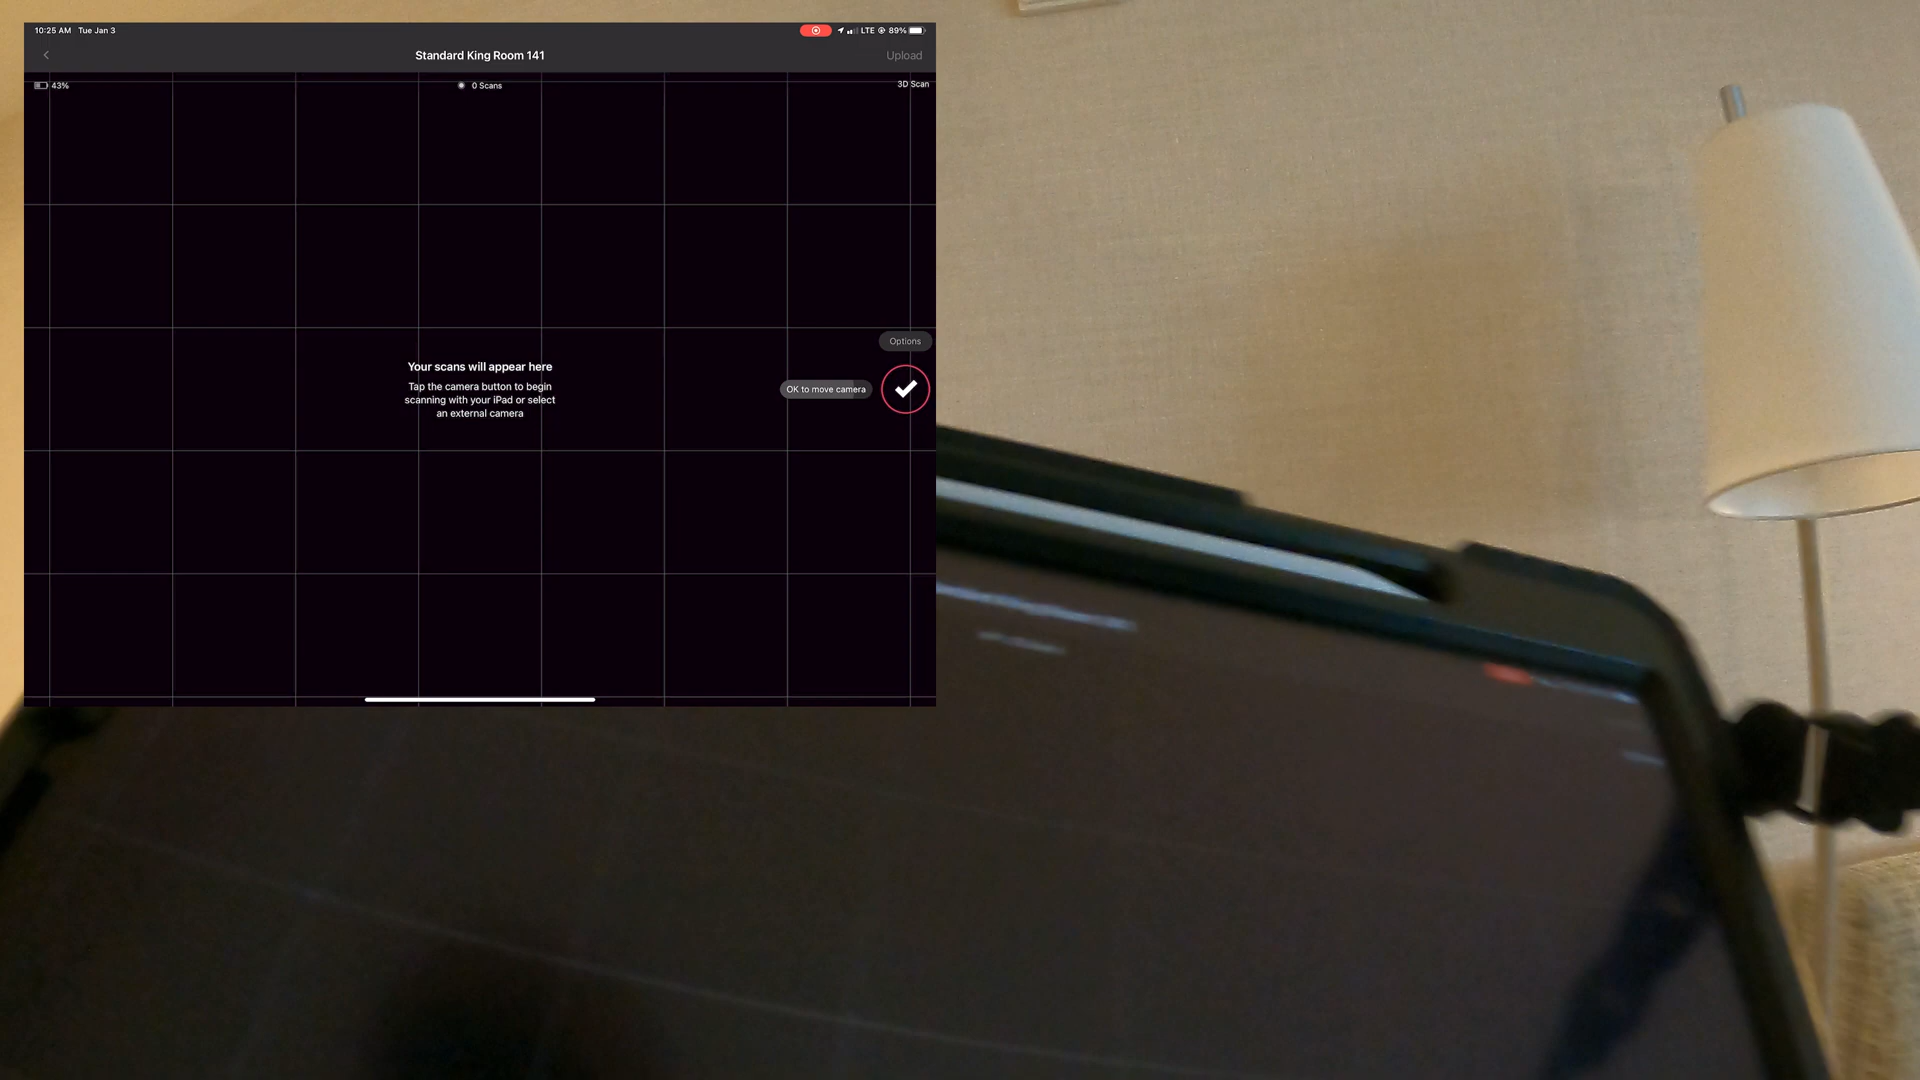 10:25 AM Tue Jan 3
LTE 89%
Standard King Room 141
Upload
43%
0 Scans
3D Scan
Options
Your scans will appear here
Tap the camera button to begin
scanning with your iPad or select
an external camera
OK to move camera